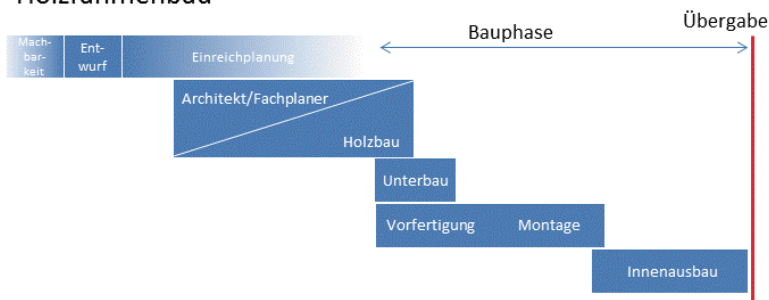 Holzrahmenbau
Übergabe
Bauphase
Mach-
bar-
keit
Ent-
wurf
Einreichplanung
Architekt/Fachplaner
Holzbau
Unterbau
Vorfertigung Montage
Innenausbau